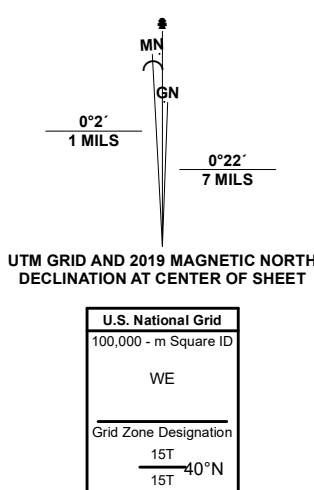 MN
GN
0°2´
1 MILS
0°22´
7 MILS
UTM GRID AND 2019 MAGNETIC NORTH
DECLINATION AT CENTER OF SHEET
U.S. National Grid
100,000 - m Square ID
WE
Grid Zone Designation
15T
40°N
15T